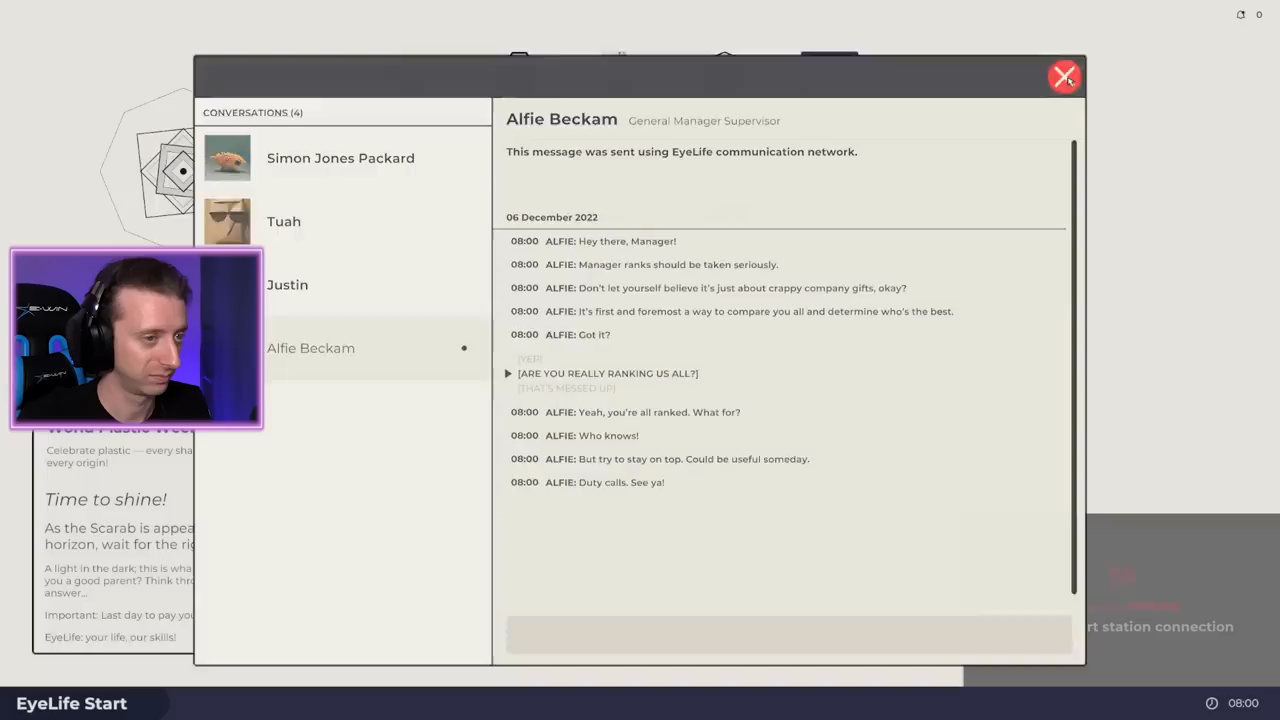 0
CONVERSATIONS (4)
Simon Jones Packard
Tuah
Justin
Alfie Beckam
Alfie Beckam General Manager Supervisor
This message was sent using EyeLife communication network.
06 December 2022
08:00 ALFIE: Hey there, Manager!
08:00 ALFIE: Manager ranks should be taken seriously.
08:00 ALFIE: Don't let yourself believe it's just about crappy company gifts, okay?
08:00 ALFIE: It's first and foremost a way to compare you all and determine who's the best.
08:00 ALFIE: Got it?
[YEP]
[ARE YOU REALLY RANKING US ALL?]
[THAT'S MESSED UP]
08:00 ALFIE: Yeah, you're all ranked. What for?
08:00 ALFIE: Who knows!
08:00 ALFIE: But try to stay on top. Could be useful someday.
08:00 ALFIE: Duty calls. See ya!
World Plastic Wee
Celebrate plastic — every sha
every origin!
Time to shine!
As the Scarab is appea
horizon, wait for the rig
A light in the dark; this is wha
you a good parent? Think thro
answer...
Important: Last day to pay you
EyeLife: your life, our skills!
rt station connection
EyeLife Start
08:00